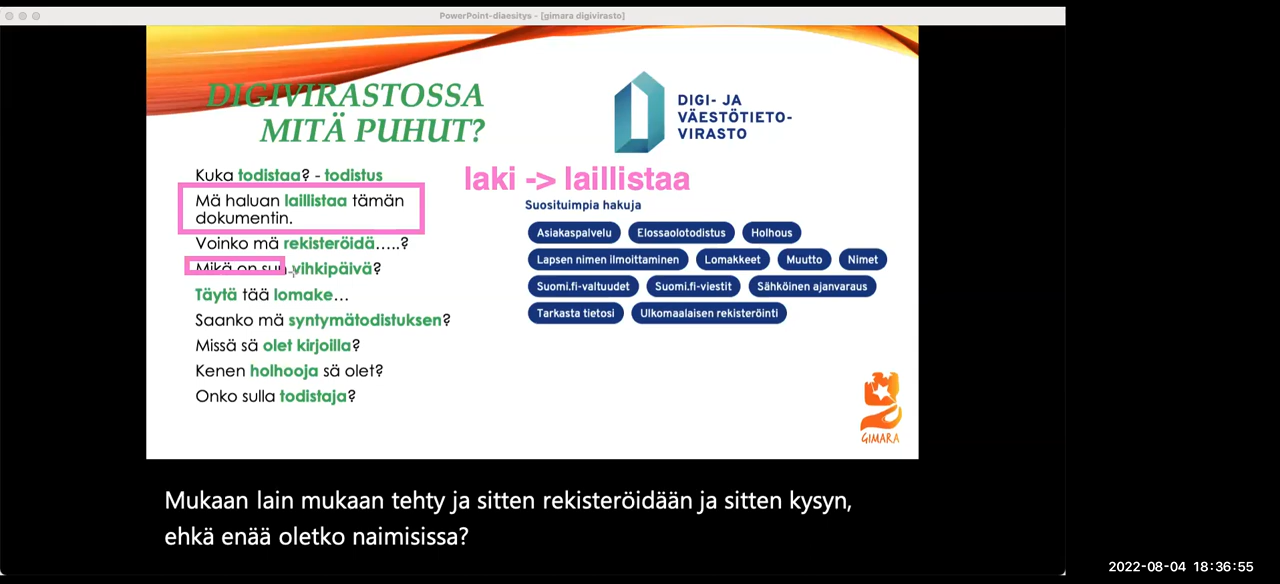 PowerPoint-diaesitys - [gimara digivirasto]
DIGIVIRASTOSSA
MITÄ PUHUT?
DIGI- JA
VÄESTÖTIETO-
VIRASTO
Kuka todistaa? - todistus
laki -> laillistaa
Mä haluan laillistaa tämän
dokumentin.
Voinko mä rekisteröidä…..?
Mikä on sun vihkipäivä?
Täytä tää lomake…
Saanko mä syntymätodistuksen?
Missä sä olet kirjoilla?
Kenen holhooja sä olet?
Onko sulla todistaja?
Suosituimpia hakuja
Asiakaspalvelu Elossaolotodistus Holhous
Lapsen nimen ilmoittaminen Lomakkeet Muutto Nimet
Suomi.fi-valtuudet Suomi.fi-viestit Sähköinen ajanvaraus
Tarkasta tietosi Ulkomaalaisen rekisteröinti
GIMARA
Mukaan lain mukaan tehty ja sitten rekisteröidään ja sitten kysyn,
ehkä enää oletko naimisissa?
2022-08-04 18:36:55